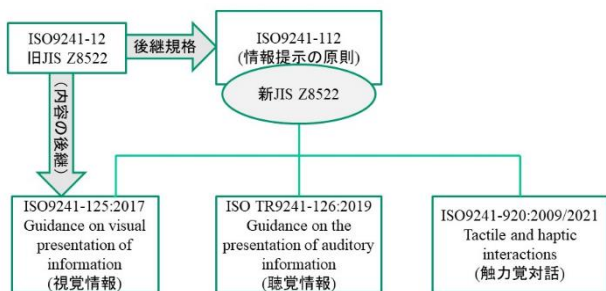 ISO9241-12
旧JIS Z8522
後継規格
ISO9241-112
(情報提示の原則)
新JIS Z8522
(内容の後継)
ISO9241-125:2017
Guidance on visual
presentation of
information
(視覚情報)
ISO TR9241-126:2019
Guidance on the
presentation of auditory
information
(聴覚情報)
ISO9241-920:2009/2021
Tactile and haptic
interactions
(触力覚対話)